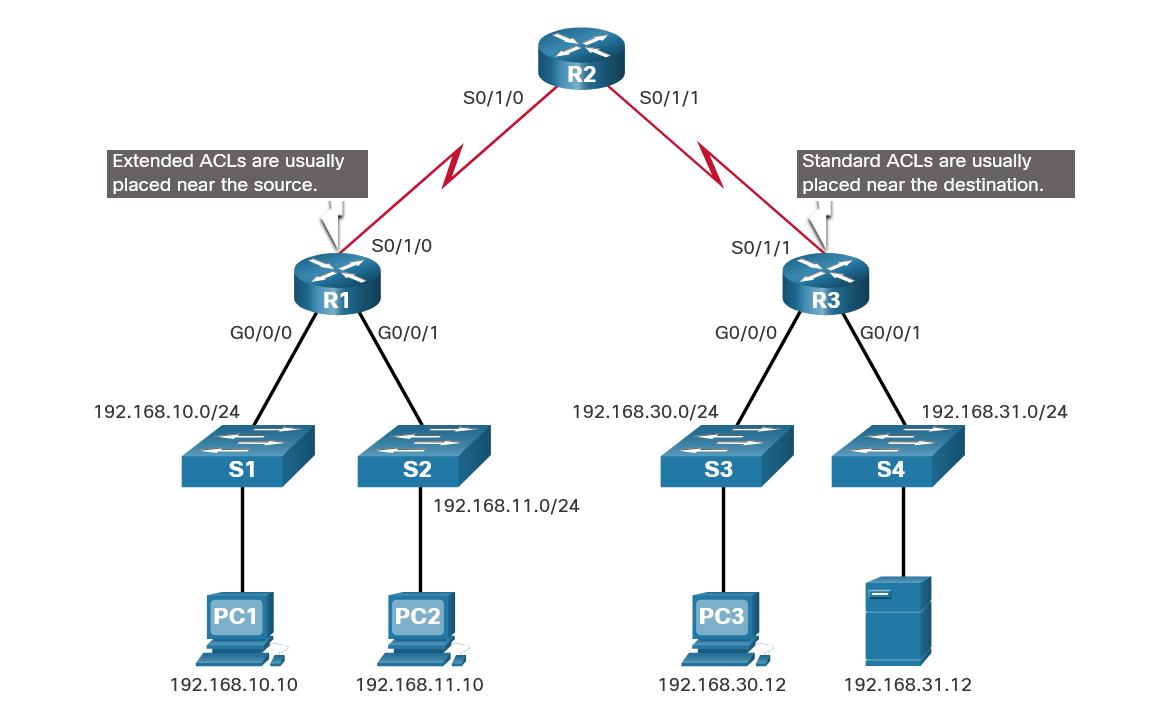 R2
S0/1/0
S0/1/1
Extended ACLs are usually
placed near the source.
Standard ACLs are usually
placed near the destination.
S0/1/0
S0/1/1
R1
R3
G0/0/0
G0/0/1
G0/0/0
G0/0/1
192.168.10.0/24
192.168.30.0/24
192.168.31.0/24
S1
S2
S3
S4
192.168.11.0/24
PC1
PC2
PC3
192.168.10.10
192.168.11.10
192.168.30.12
192.168.31.12